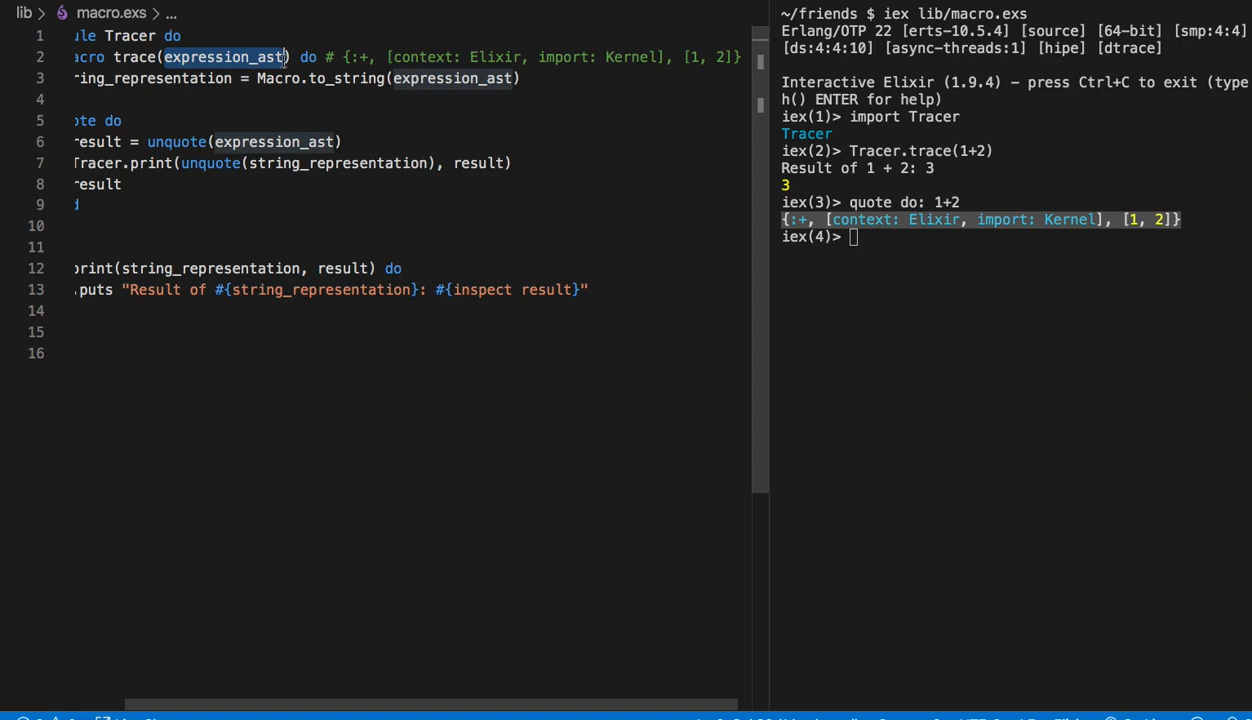 lib > macro.exs > ...
1 ule Tracer do
2 acro trace(expression_ast) do # {:+, [context: Elixir, import: Kernel], [1, 2]}
3 ring_representation = Macro.to_string(expression_ast)
4
5 ote do
6 result = unquote(expression_ast)
7 Tracer.print(unquote(string_representation), result)
8 result
9 d
10
11
12 print(string_representation, result) do
13 .puts "Result of #{string_representation}: #{inspect result}"
14
15
16
~/friends $ iex lib/macro.exs
Erlang/OTP 22 [erts-10.5.4] [source] [64-bit] [smp:4:4]
[ds:4:4:10] [async-threads:1] [hipe] [dtrace]
Interactive Elixir (1.9.4) – press Ctrl+C to exit (type
h() ENTER for help)
iex(1)> import Tracer
Tracer
iex(2)> Tracer.trace(1+2)
Result of 1 + 2: 3
3
iex(3)> quote do: 1+2
{:+, [context: Elixir, import: Kernel], [1, 2]}
iex(4)>